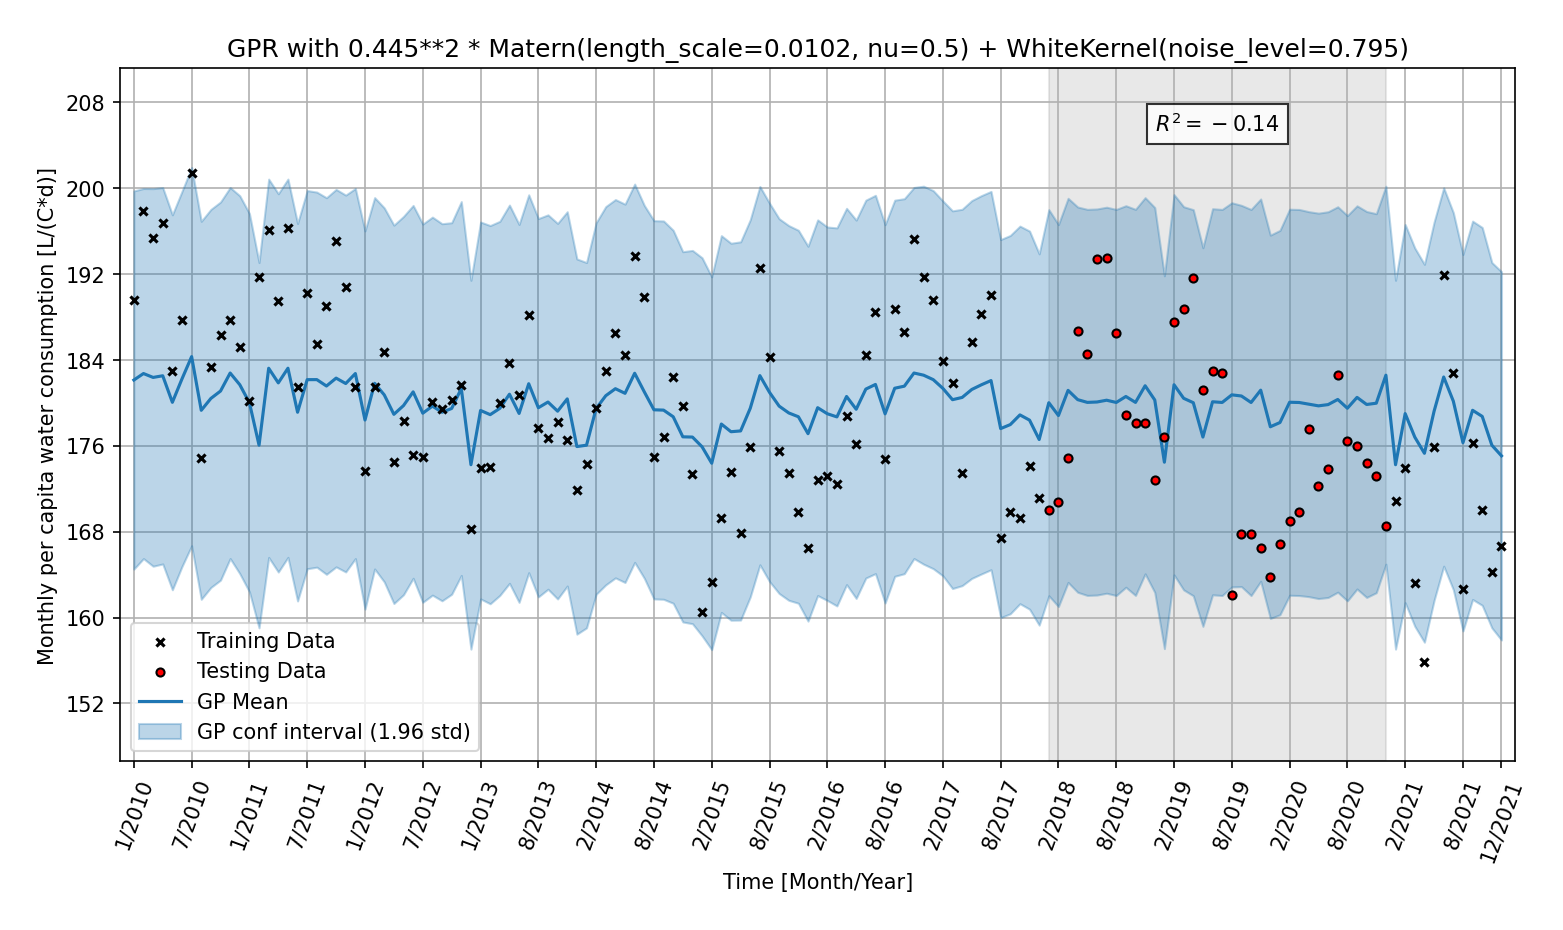 GPR with 0.445**2 * Matern(length_scale=0.0102, nu=0.5) + WhiteKernel(noise_level=0.795)
R² = −0.14
Monthly per capita water consumption [L/(C*d)]
208
200
192
184
176
168
160
152
Training Data
Testing Data
GP Mean
GP conf interval (1.96 std)
1/2010 7/2010 1/2011 7/2011 1/2012 7/2012 1/2013 8/2013 2/2014 8/2014 2/2015 8/2015 2/2016 8/2016 2/2017 8/2017 2/2018 8/2018 2/2019 8/2019 2/2020 8/2020 2/2021 8/2021 12/2021
Time [Month/Year]